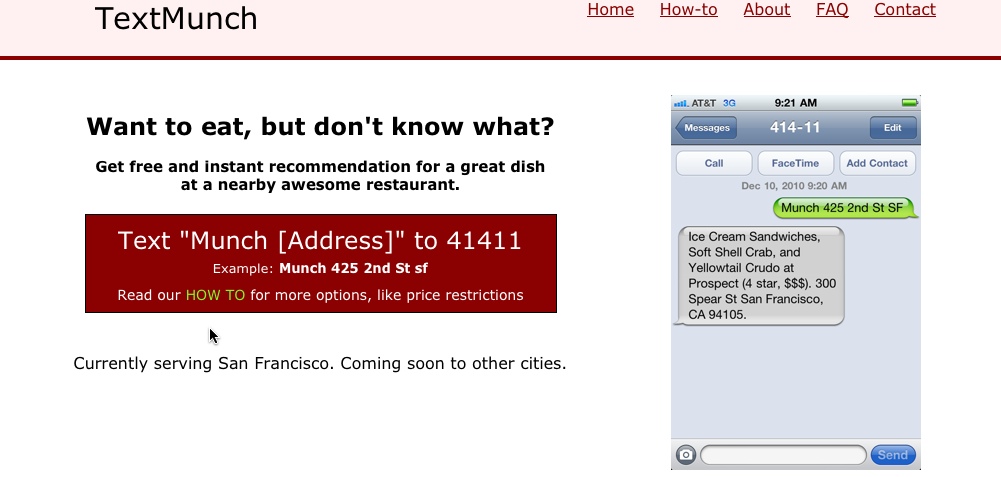 TextMunch
Home How-to About FAQ Contact
Want to eat, but don't know what?
Get free and instant recommendation for a great dish
at a nearby awesome restaurant.
Text "Munch [Address]" to 41411
Example: Munch 425 2nd St sf
Read our HOW TO for more options, like price restrictions
Currently serving San Francisco. Coming soon to other cities.
AT&T 3G 9:21 AM
Messages 414-11 Edit
Call FaceTime Add Contact
Dec 10, 2010 9:20 AM
Munch 425 2nd St SF
Ice Cream Sandwiches,
Soft Shell Crab, and
Yellowtail Crudo at
Prospect (4 star, $$$). 300
Spear St San Francisco,
CA 94105.
Send